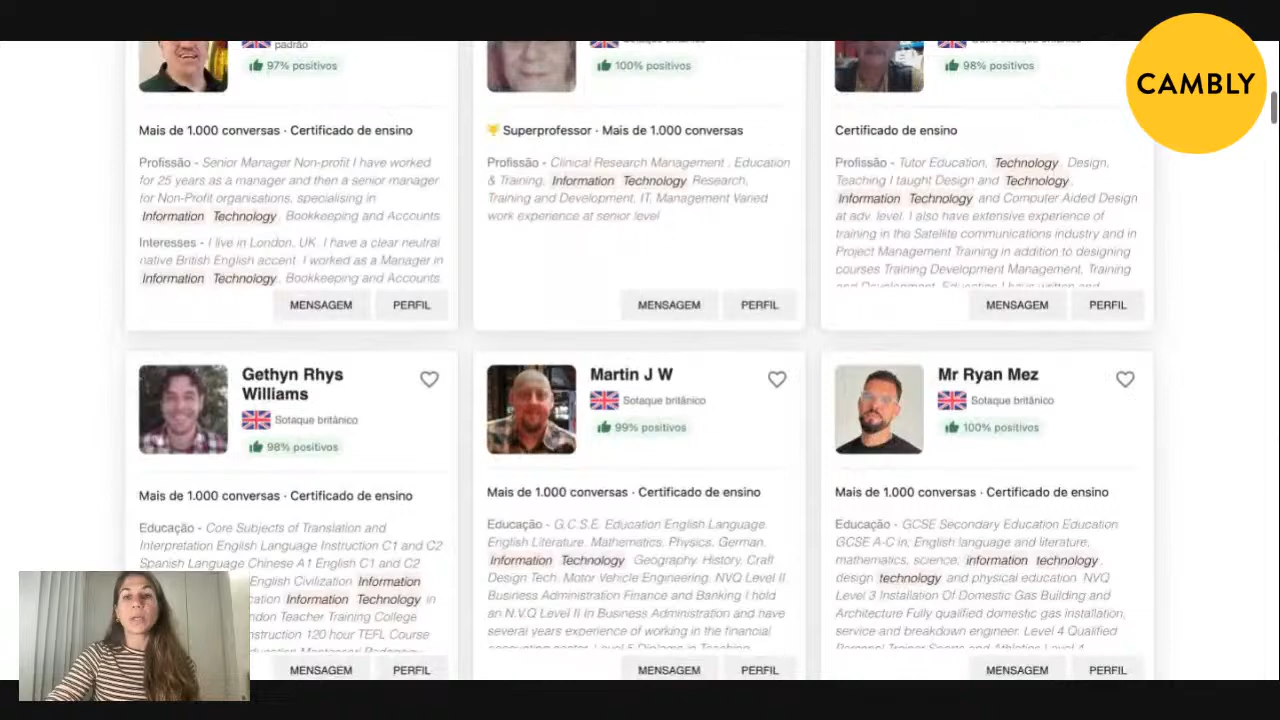 CAMBLY
padrão
97% positivos
Mais de 1.000 conversas · Certificado de ensino
Profissão - Senior Manager Non-profit I have worked
for 25 years as a manager and then a senior manager
for Non-Profit organisations, specialising in
Information Technology, Bookkeeping and Accounts
Interesses - I live in London, UK. I have a clear neutral
native British English accent. I worked as a Manager in
Information Technology, Bookkeeping and Accounts
MENSAGEM PERFIL
100% positivos
Superprofessor · Mais de 1.000 conversas
Profissão - Clinical Research Management , Education
& Training, Information Technology Research,
Training and Development, IT, Management Varied
work experience at senior level
MENSAGEM PERFIL
98% positivos
Certificado de ensino
Profissão - Tutor Education, Technology, Design,
Teaching I taught Design and Technology,
Information Technology and Computer Aided Design
at adv. level. I also have extensive experience of
training in the Satellite communications industry and in
Project Management Training in addition to designing
courses Training Development Management, Training
and Development, Education I have written and
MENSAGEM PERFIL
Gethyn Rhys
Williams
Sotaque britânico
98% positivos
Mais de 1.000 conversas · Certificado de ensino
Educação - Core Subjects of Translation and
Interpretation English Language Instruction C1 and C2
Spanish Language Chinese A1 English C1 and C2
English Civilization Information
Information Technology in
Teacher Training College
120 hour TEFL Course
MENSAGEM PERFIL
Martin J W
Sotaque britânico
99% positivos
Mais de 1.000 conversas · Certificado de ensino
Educação - G.C.S.E. Education English Language.
English Literature. Mathematics. Physics. German.
Information Technology. Geography. History. Craft
Design Tech. Motor Vehicle Engineering. NVQ Level II
Business Administration Finance and Banking I hold
an N.V.Q Level II in Business Administration and have
several years experience of working in the financial
MENSAGEM PERFIL
Mr Ryan Mez
Sotaque britânico
100% positivos
Mais de 1.000 conversas · Certificado de ensino
Educação - GCSE Secondary Education Education
GCSE A-C in; English language and literature,
mathematics, science, information technology,
design technology and physical education. NVQ
Level 3 Installation Of Domestic Gas Building and
Architecture Fully qualified domestic gas installation,
service and breakdown engineer. Level 4 Qualified
MENSAGEM PERFIL